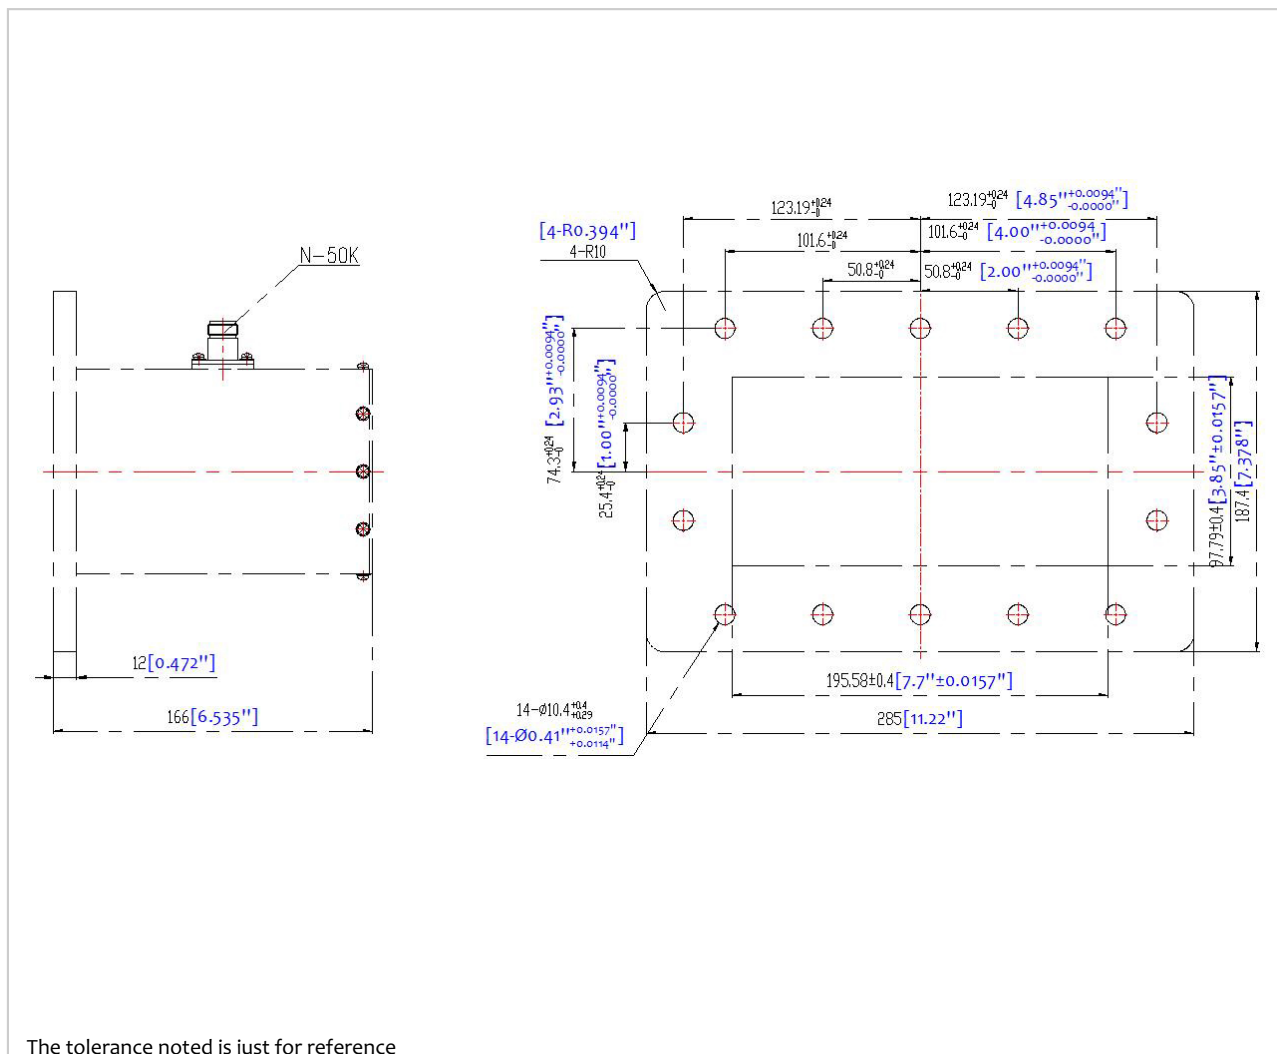 123.19+0.24-0
123.19+0.24-0 [4.85"+0.0094"-0.0000"]
[4-R0.394"]
4-R10
101.6+0.24-0
101.6+0.24-0 [4.00"+0.0094-0.0000"]
N-50K
50.8+0.24-0
50.8+0.24-0 [2.00"+0.0094"-0.0000"]
74.3+0.24-0 [2.93"+0.0094"-0.0000"]
25.4+0.24-0 [1.00"+0.0094"-0.0000"]
97.79±0.4[3.85"±0.0157"]
187.4[7.378"]
12[0.472"]
166[6.535"]
195.58±0.4[7.7"±0.0157"]
285[11.22"]
14-Ø10.4+0.4+0.29
[14-Ø0.41"+0.0157"+0.0114"]
The tolerance noted is just for reference